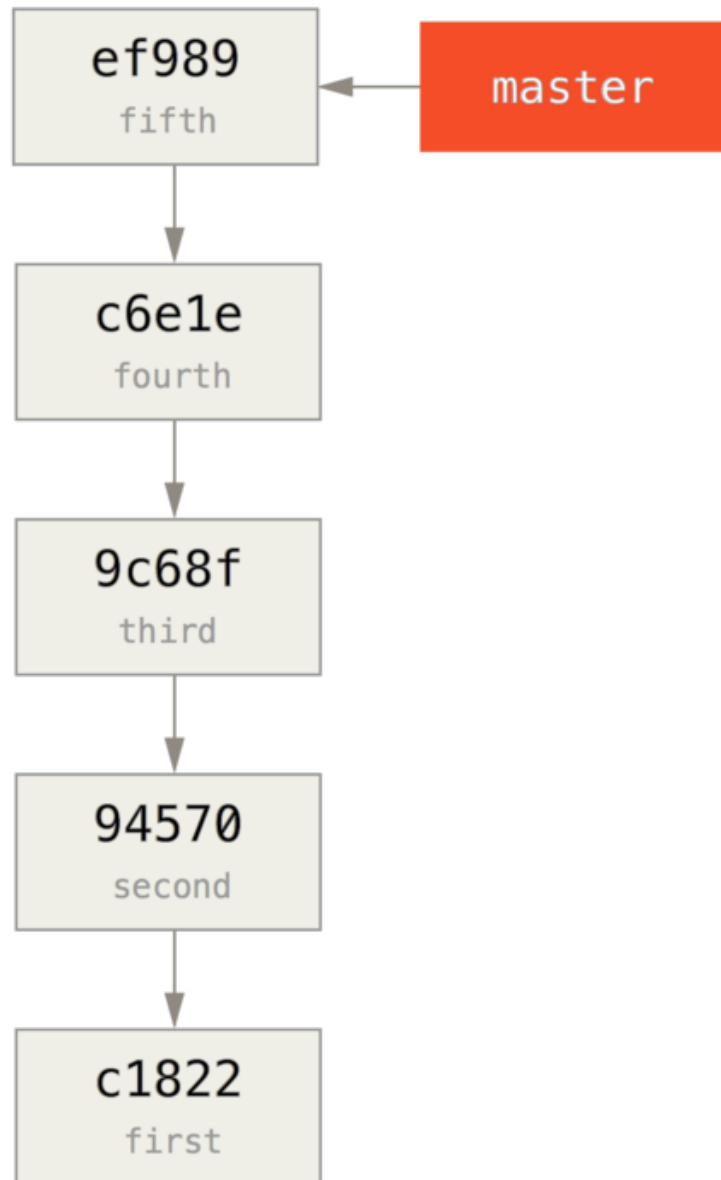 ef989
fifth
master
c6e1e
fourth
9c68f
third
94570
second
c1822
first